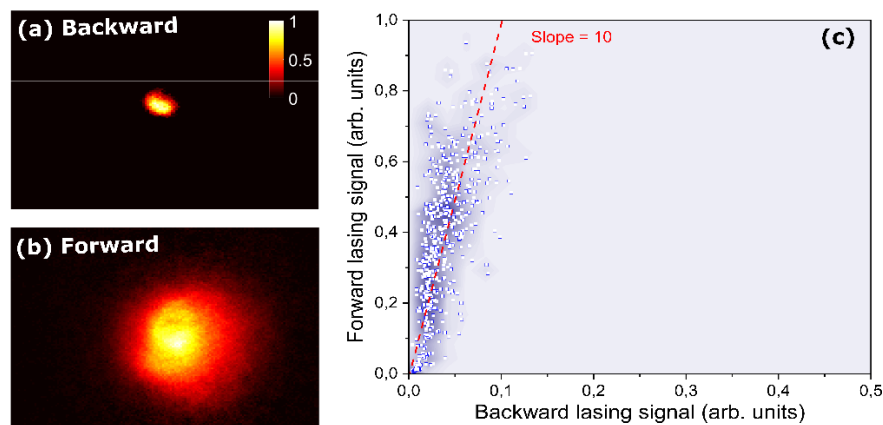 (a) Backward
1
0.5
0
(b) Forward
(c)
Slope = 10
Forward lasing signal (arb. units)
1,0
0,8
0,6
0,4
0,2
0,0
0,0 0,1 0,2 0,3 0,4 0,5
Backward lasing signal (arb. units)